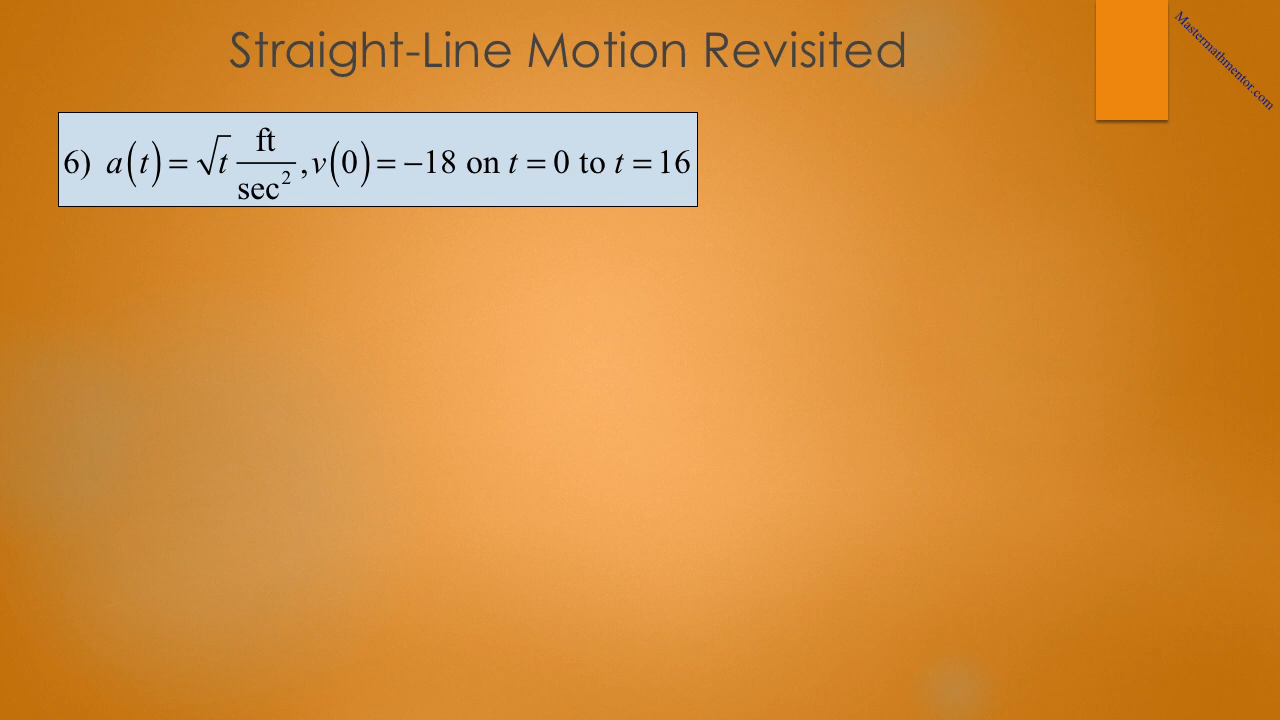 Straight-Line Motion Revisited
Mastermathmentor.com
6) a(t) = √t ft/sec², v(0) = −18 on t = 0 to t = 16